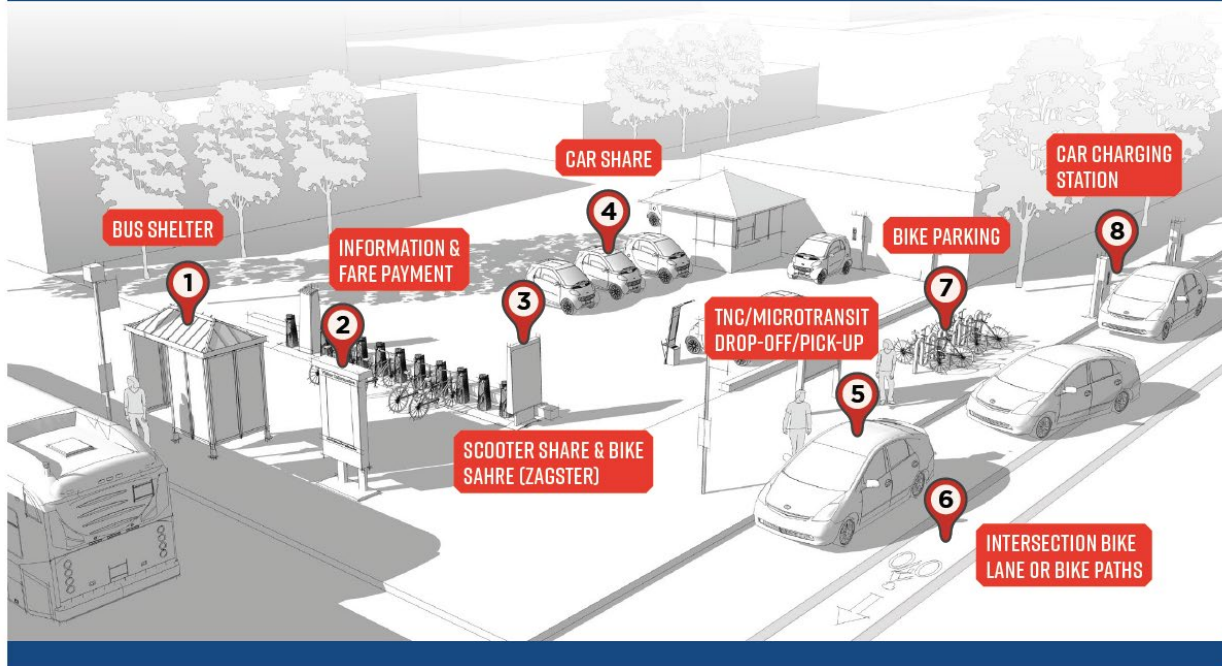 1
BUS SHELTER
2
INFORMATION &
FARE PAYMENT
3
SCOOTER SHARE & BIKE
SAHRE (ZAGSTER)
4
CAR SHARE
5
TNC/MICROTRANSIT
DROP-OFF/PICK-UP
6
INTERSECTION BIKE
LANE OR BIKE PATHS
7
BIKE PARKING
8
CAR CHARGING
STATION